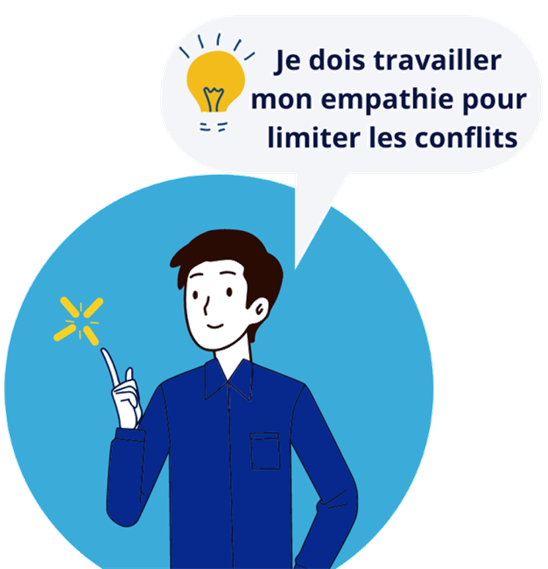 Je dois travailler
mon empathie pour
limiter les conflits